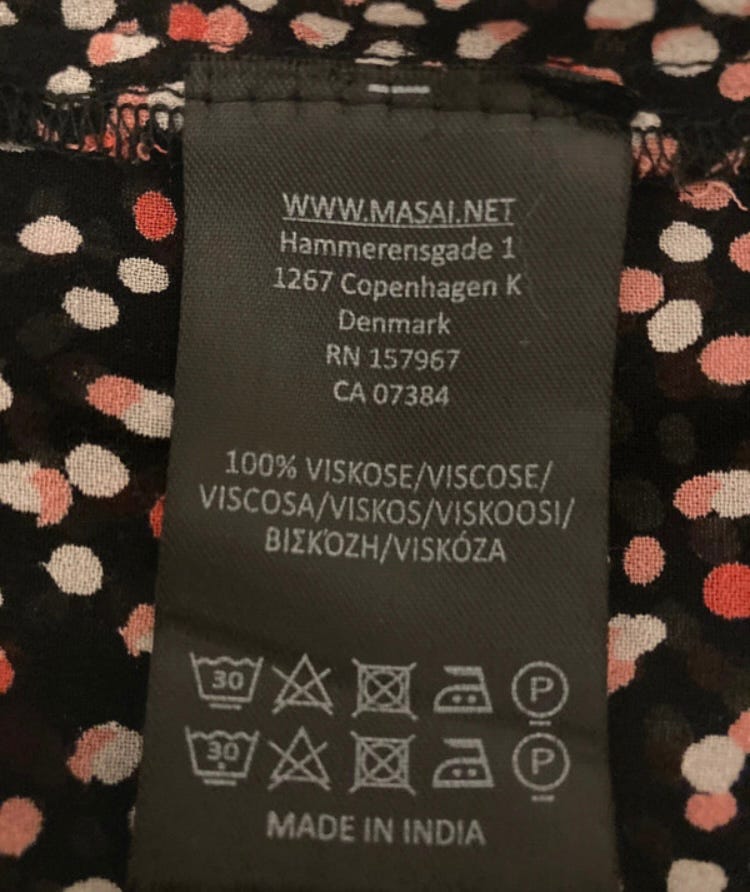 WWW.MASAI.NET
Hammerensgade 1
1267 Copenhagen K
Denmark
RN 157967
CA 07384
100% VISKOSE/VISCOSE/
VISCOSA/VISKOS/VISKOOSI/
ΒΙΣΚΌΖΗ/VISKÓZA
30 P
30 P
MADE IN INDIA